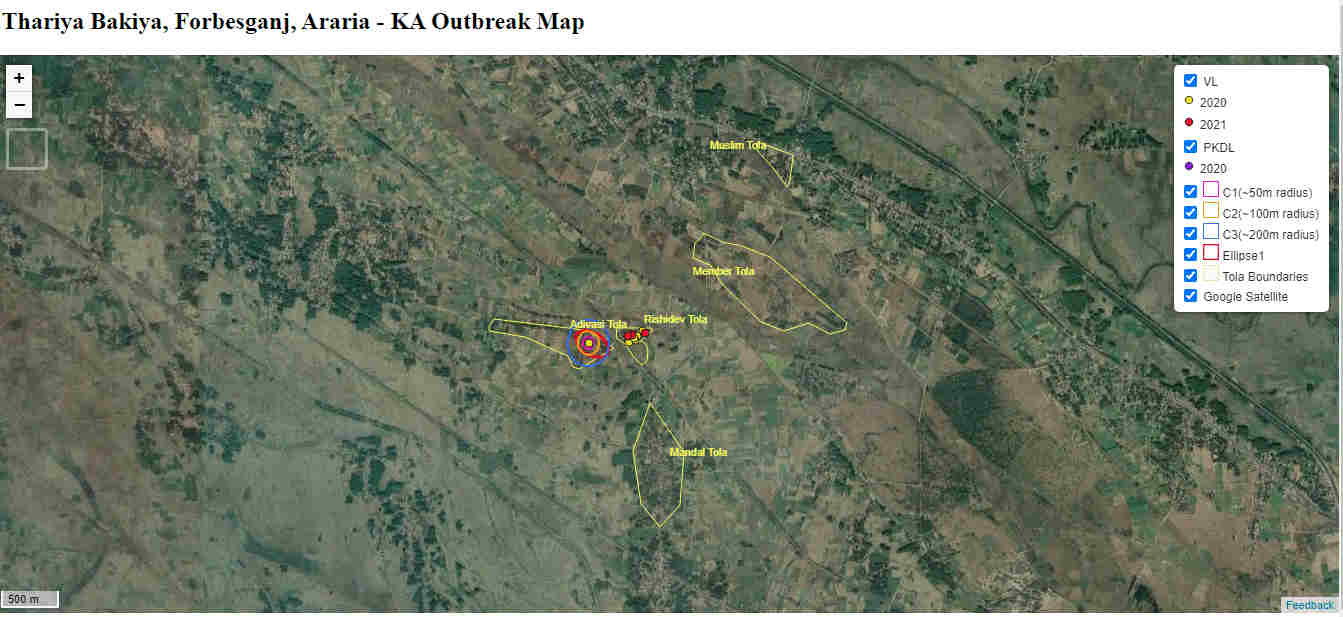 Thariya Bakiya, Forbesganj, Araria - KA Outbreak Map
+
−
VL
2020
2021
PKDL
2020
C1(~50m radius)
C2(~100m radius)
C3(~200m radius)
Ellipse1
Tola Boundaries
Google Satellite
Muslim Tola
Member Tola
Adivasi Tola
Rishidev Tola
Mandal Tola
500 m
Feedback